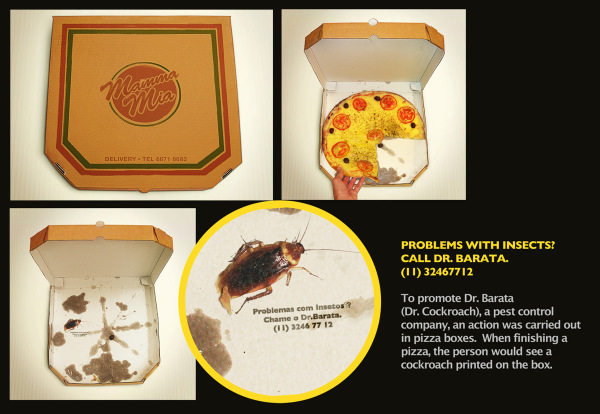 Mamma
Mia
DELIVERY • TEL 6671 6663
Problemas com Insetos?
Chame o Dr.Barata.
(11) 3246 77 12
PROBLEMS WITH INSECTS?
CALL DR. BARATA.
(11) 32467712
To promote Dr. Barata
(Dr. Cockroach), a pest control
company, an action was carried out
in pizza boxes. When finishing a
pizza, the person would see a
cockroach printed on the box.